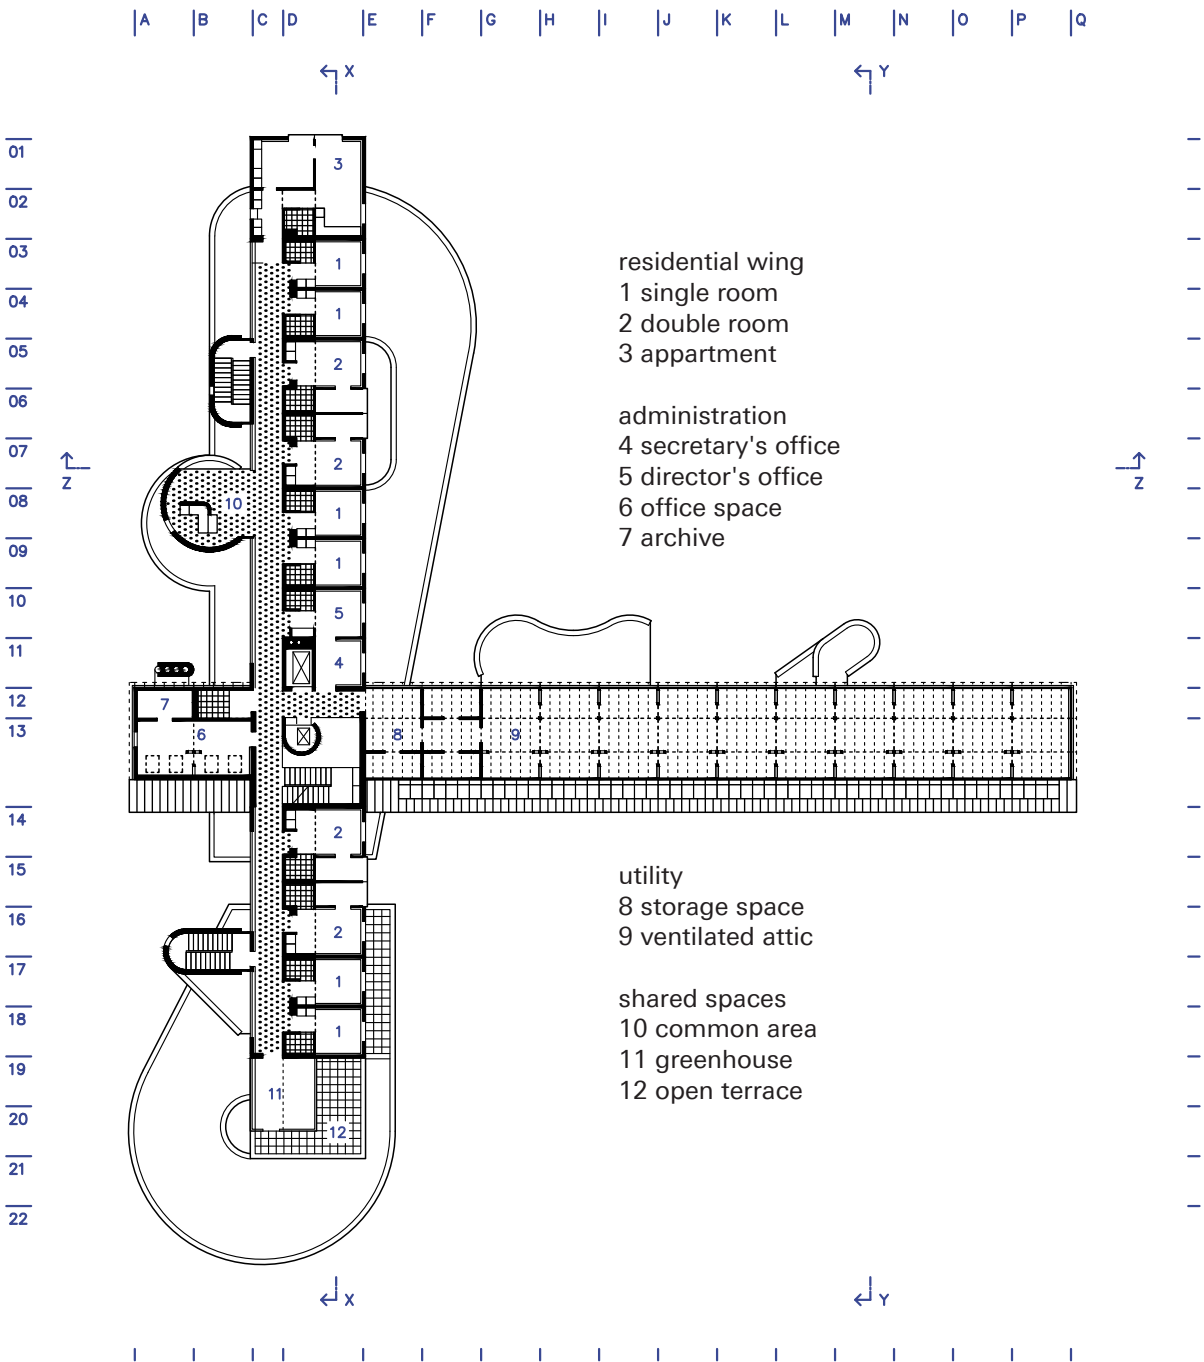 A B C D E F G H I J K L M N O P Q
X Y
01
3
02
03
1
residential wing
1 single room
04
1
2 double room
05
3 appartment
2
06
administration
07
4 secretary's office
Z
2
5 director's office
Z
08
10
1
6 office space
09
7 archive
1
10
5
11
4
12
7
13
6
8
9
14
2
15
utility
16
8 storage space
2
9 ventilated attic
17
1
shared spaces
18
1
10 common area
19
11 greenhouse
11
12 open terrace
20
12
21
22
X Y